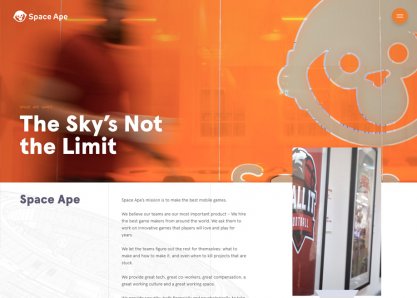 Space Ape
The Sky's Not
the Limit
Space Ape
Space Ape's mission is to make the best mobile games.
We believe our teams are our most important product – We hire
the best game makers from around the world. We ask them to
work on innovative games that players will love and play for
years.
We let the teams figure out the rest for themselves: what to
make and how to make it, and even when to kill projects that are
stuck.
We provide great tech, great co-workers, great compensation, a
great working culture and a great working space.
ALL IT
FOOTBALL